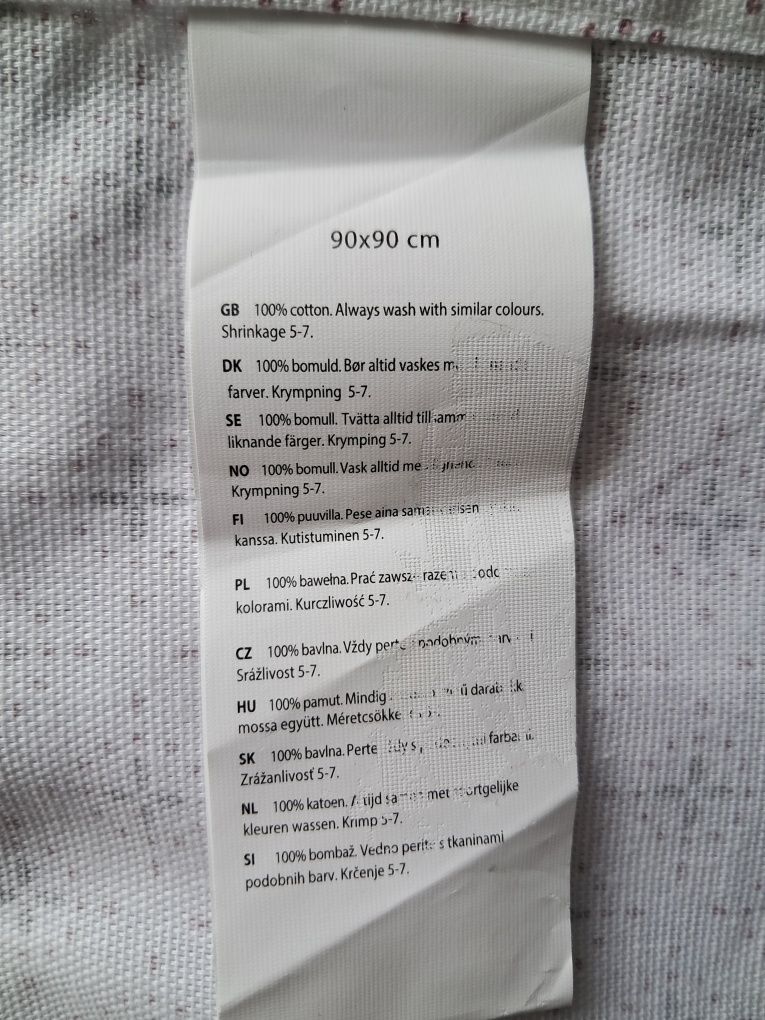 90x90 cm
GB 100% cotton. Always wash with similar colours.
Shrinkage 5-7.
DK 100% bomuld. Bør altid vaskes
farver. Krympning 5-7.
SE 100% bomull. Tvätta alltid
liknande färger. Krymping 5-7.
NO 100% bomull. Vask alltid
Krympning 5-7.
FI 100% puuvilla. Pese aina
kanssa. Kutistuminen 5-7.
PL 100% bawełna. Prać
kolorami. Kurczliwość 5-7.
CZ 100% bavlna. Vždy
Srážlivost 5-7.
HU 100% pamut. Mindig
mossa együtt.
SK 100% bavlna.
Zrážanlivosť 5-7.
NL 100% katoen. met
kleuren wassen. Krimp 5-7.
SI 100% bombaž. Vedno perite s tkaninami
podobnih barv. Krčenje 5-7.